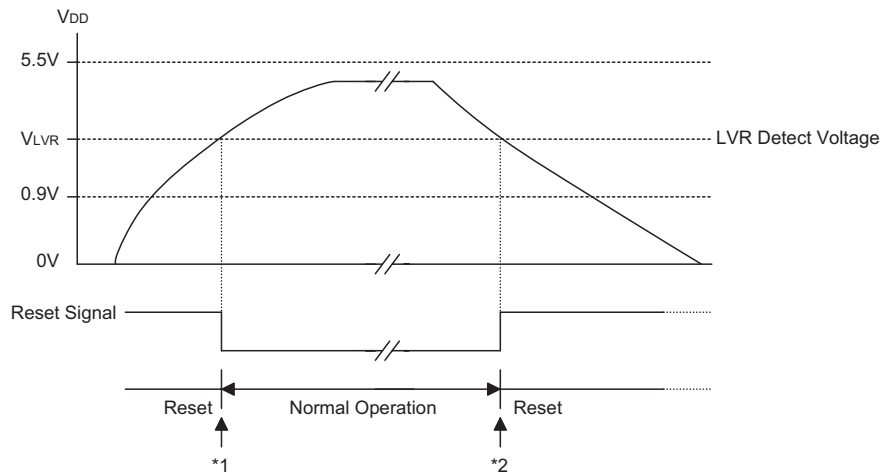 VDD
5.5V
VLVR
LVR Detect Voltage
0.9V
0V
Reset Signal
Reset
Normal Operation
Reset
*1
*2